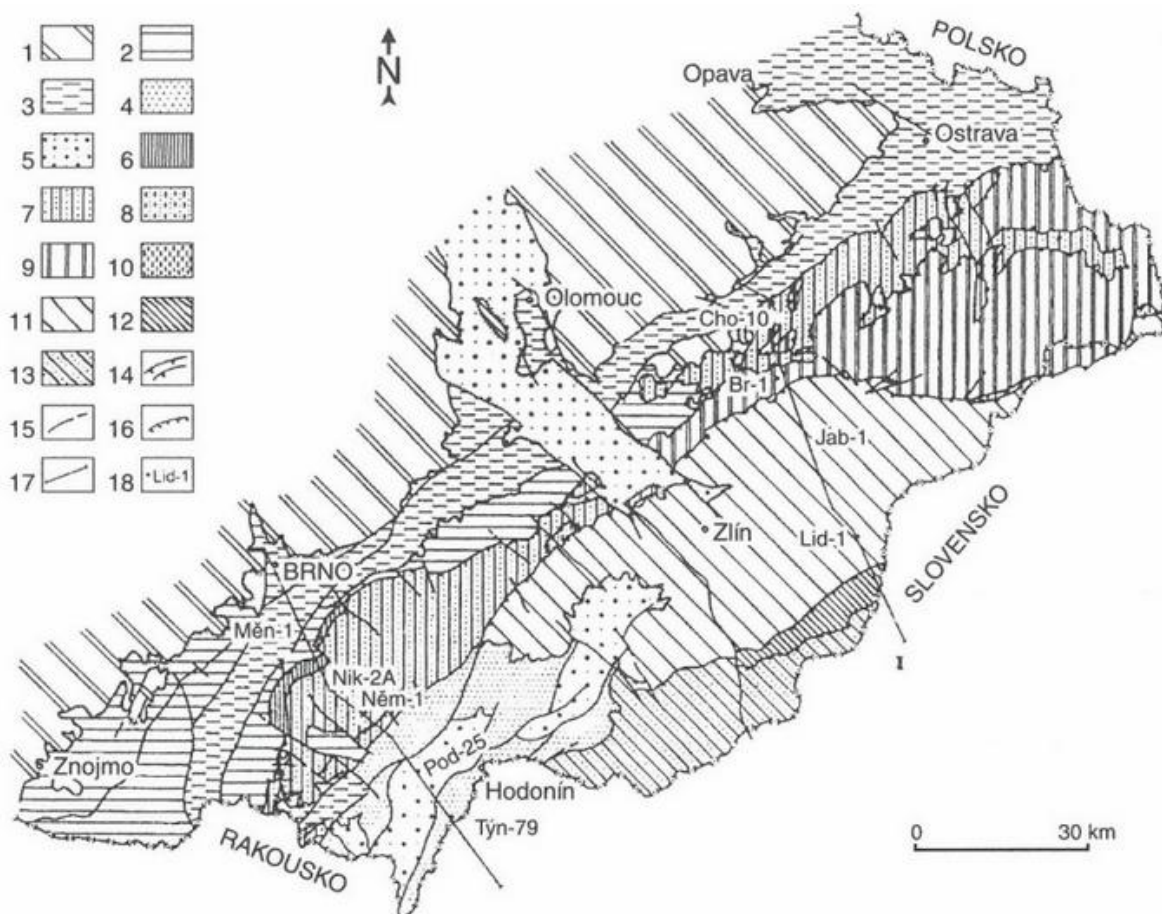 1 2
3 4
5 6
7 8
9 10
11 12
13 14
15 16
17 18 Lid-1
N
POLSKO
Opava
Ostrava
Olomouc
Cho-10
Br-1
Jab-1
Zlín
Lid-1
SLOVENSKO
I
BRNO
Měn-1
Nik-2A
Něm-1
Pod-25
Znojmo
Hodonín
Týn-79
RAKOUSKO
0 30 km